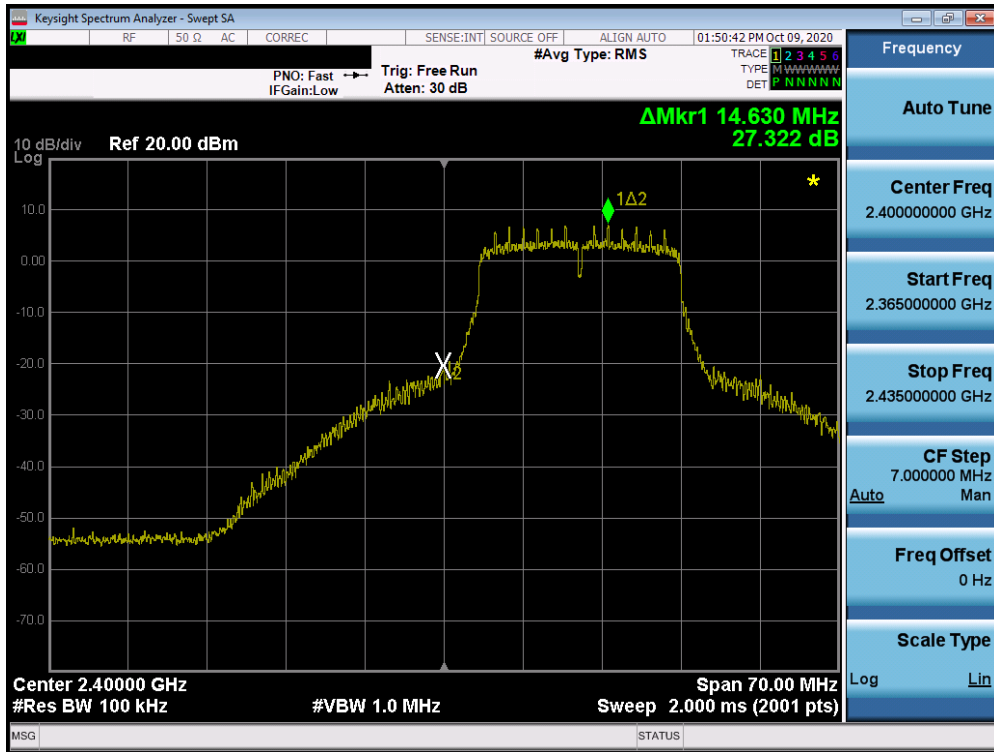 Keysight Spectrum Analyzer - Swept SA
LXI RF 50 Ω AC CORREC SENSE:INT SOURCE OFF ALIGN AUTO 01:50:42 PM Oct 09, 2020
#Avg Type: RMS
TRACE 1 2 3 4 5 6
TYPE M WWWWW
DET P N N N N N
PNO: Fast Trig: Free Run
IFGain:Low Atten: 30 dB
ΔMkr1 14.630 MHz
27.322 dB
10 dB/div Ref 20.00 dBm
Log
10.0
0.00
-10.0
-20.0
-30.0
-40.0
-50.0
-60.0
-70.0
*
1Δ2
X2
Center 2.40000 GHz Span 70.00 MHz
#Res BW 100 kHz #VBW 1.0 MHz Sweep 2.000 ms (2001 pts)
MSG STATUS
Frequency
Auto Tune
Center Freq
2.400000000 GHz
Start Freq
2.365000000 GHz
Stop Freq
2.435000000 GHz
CF Step
7.000000 MHz
Auto Man
Freq Offset
0 Hz
Scale Type
Log Lin